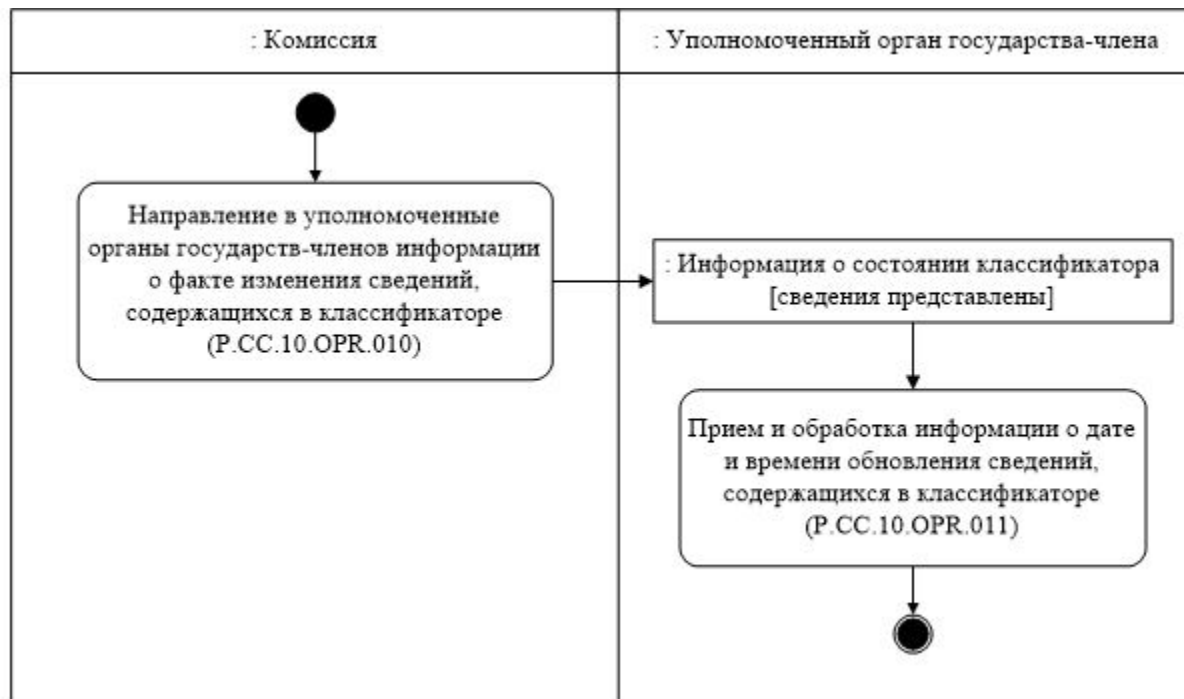 : Комиссия
: Уполномоченный орган государства-члена
Направление в уполномоченные
органы государств-членов информации
о факте изменения сведений,
содержащихся в классификаторе
(P.CC.10.OPR.010)
: Информация о состоянии классификатора
[сведения представлены]
Прием и обработка информации о дате
и времени обновления сведений,
содержащихся в классификаторе
(P.CC.10.OPR.011)